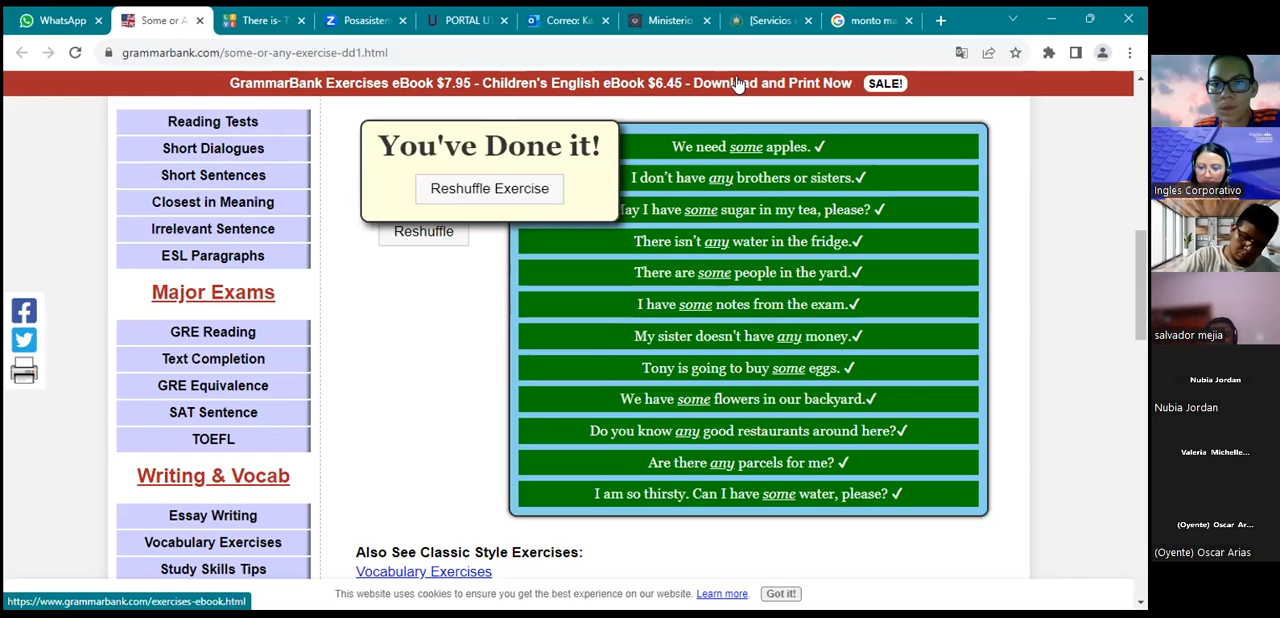 WhatsApp
Some or A
There is- T
Posasistent
PORTAL U
Correo: Ka
Ministerio
[Servicios
monto ma
grammarbank.com/some-or-any-exercise-dd1.html
GrammarBank Exercises eBook $7.95 - Children's English eBook $6.45 - Download and Print Now SALE!
Reading Tests
Short Dialogues
Short Sentences
Closest in Meaning
Irrelevant Sentence
ESL Paragraphs
Major Exams
GRE Reading
Text Completion
GRE Equivalence
SAT Sentence
TOEFL
Writing & Vocab
Essay Writing
Vocabulary Exercises
Study Skills Tips
https://www.grammarbank.com/exercises-ebook.html
You've Done it!
Reshuffle Exercise
Reshuffle
We need some apples. ✓
I don't have any brothers or sisters.✓
May I have some sugar in my tea, please? ✓
There isn't any water in the fridge.✓
There are some people in the yard.✓
I have some notes from the exam.✓
My sister doesn't have any money.✓
Tony is going to buy some eggs. ✓
We have some flowers in our backyard.✓
Do you know any good restaurants around here?✓
Are there any parcels for me? ✓
I am so thirsty. Can I have some water, please? ✓
Also See Classic Style Exercises:
Vocabulary Exercises
This website uses cookies to ensure you get the best experience on our website. Learn more. Got it!
Ingles Corporativo
salvador mejia
Nubia Jordan
Nubia Jordan
Valeria Michelle...
(Oyente) Oscar Ar...
(Oyente) Oscar Arias